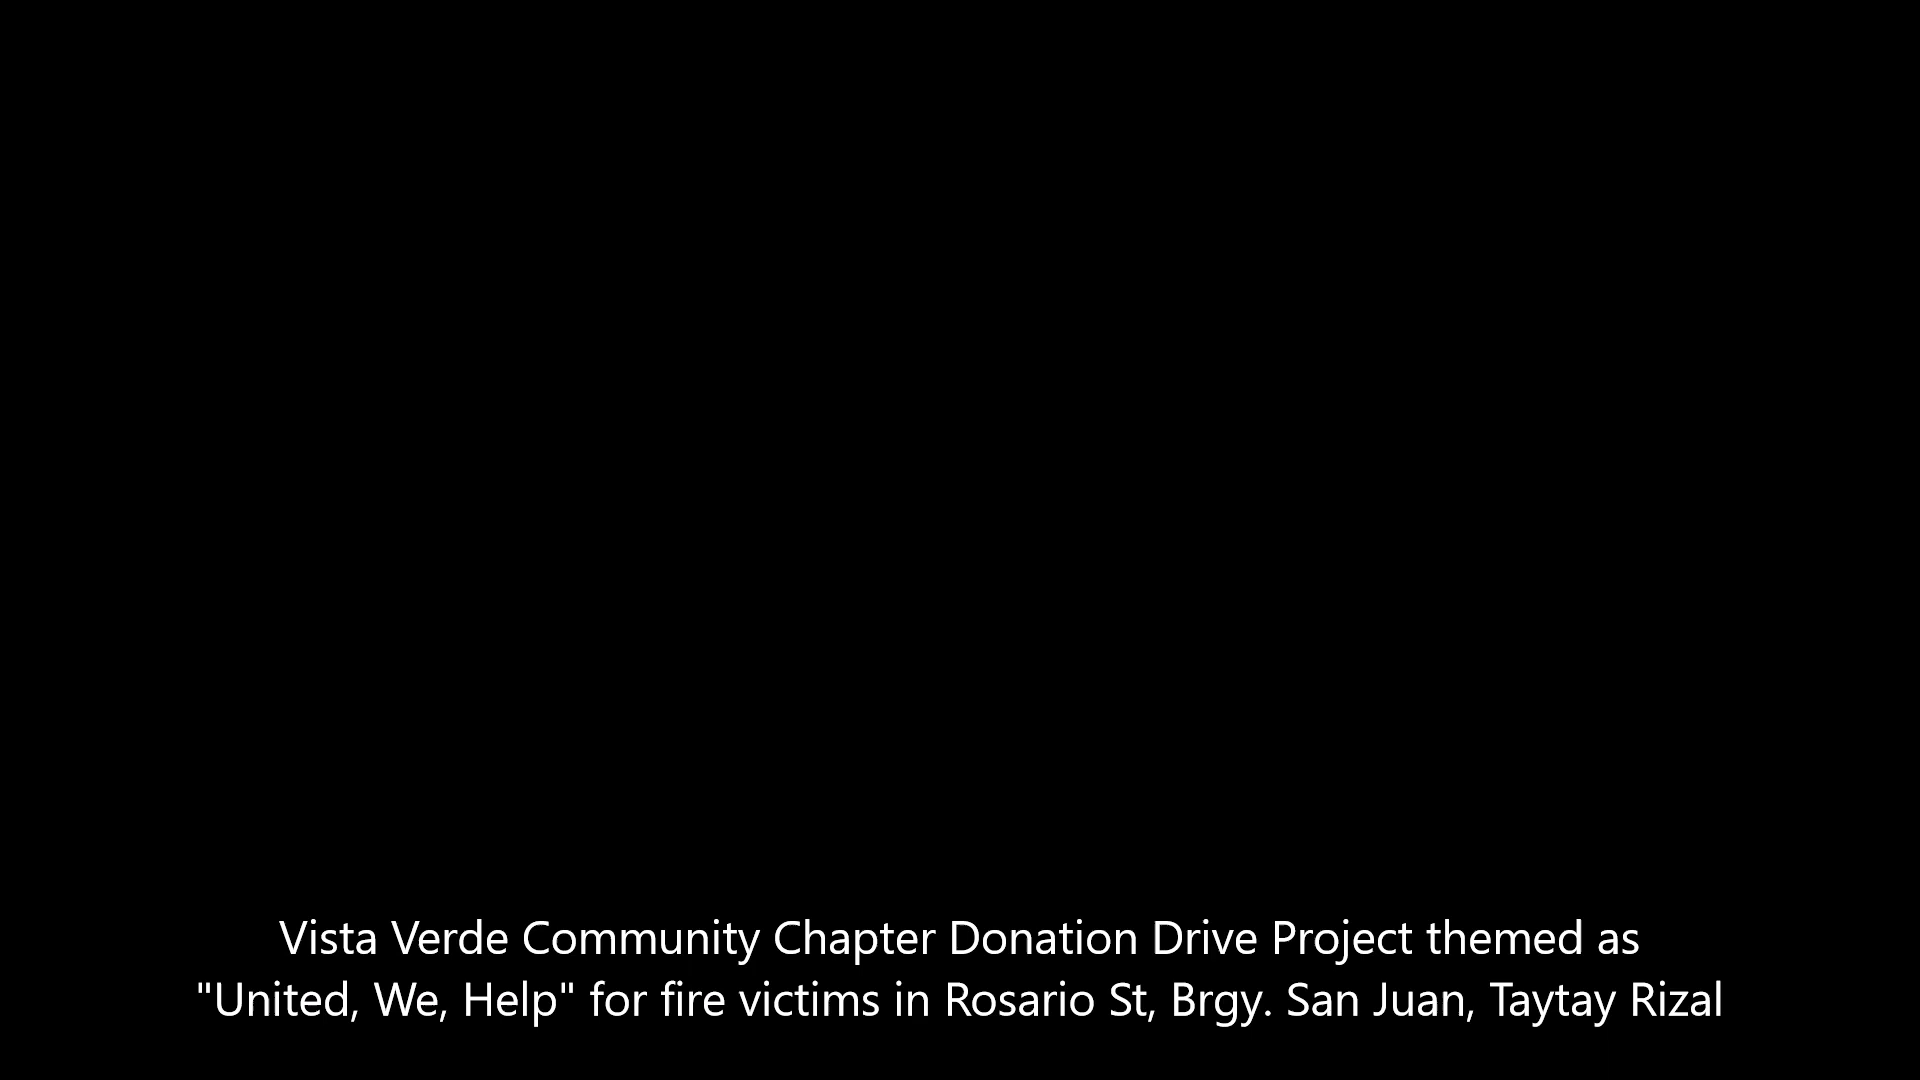 Vista Verde Community Chapter Donation Drive Project themed as
"United, We, Help" for fire victims in Rosario St, Brgy. San Juan, Taytay Rizal